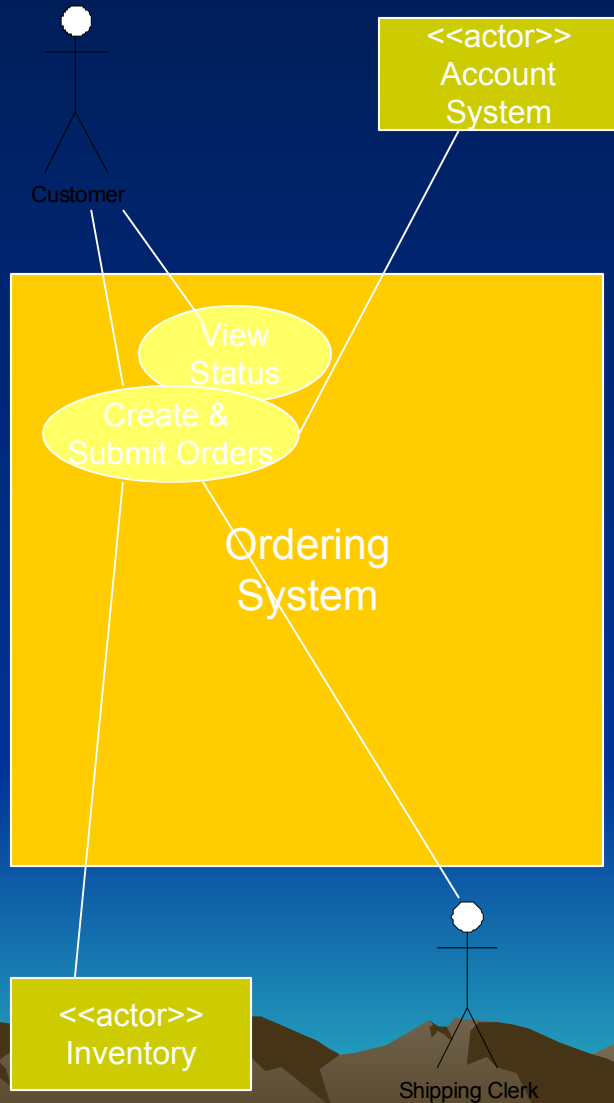 <<actor>>
Account
System
Customer
View
Status
Create &
Submit Orders
Ordering
System
<<actor>>
Inventory
Shipping Clerk